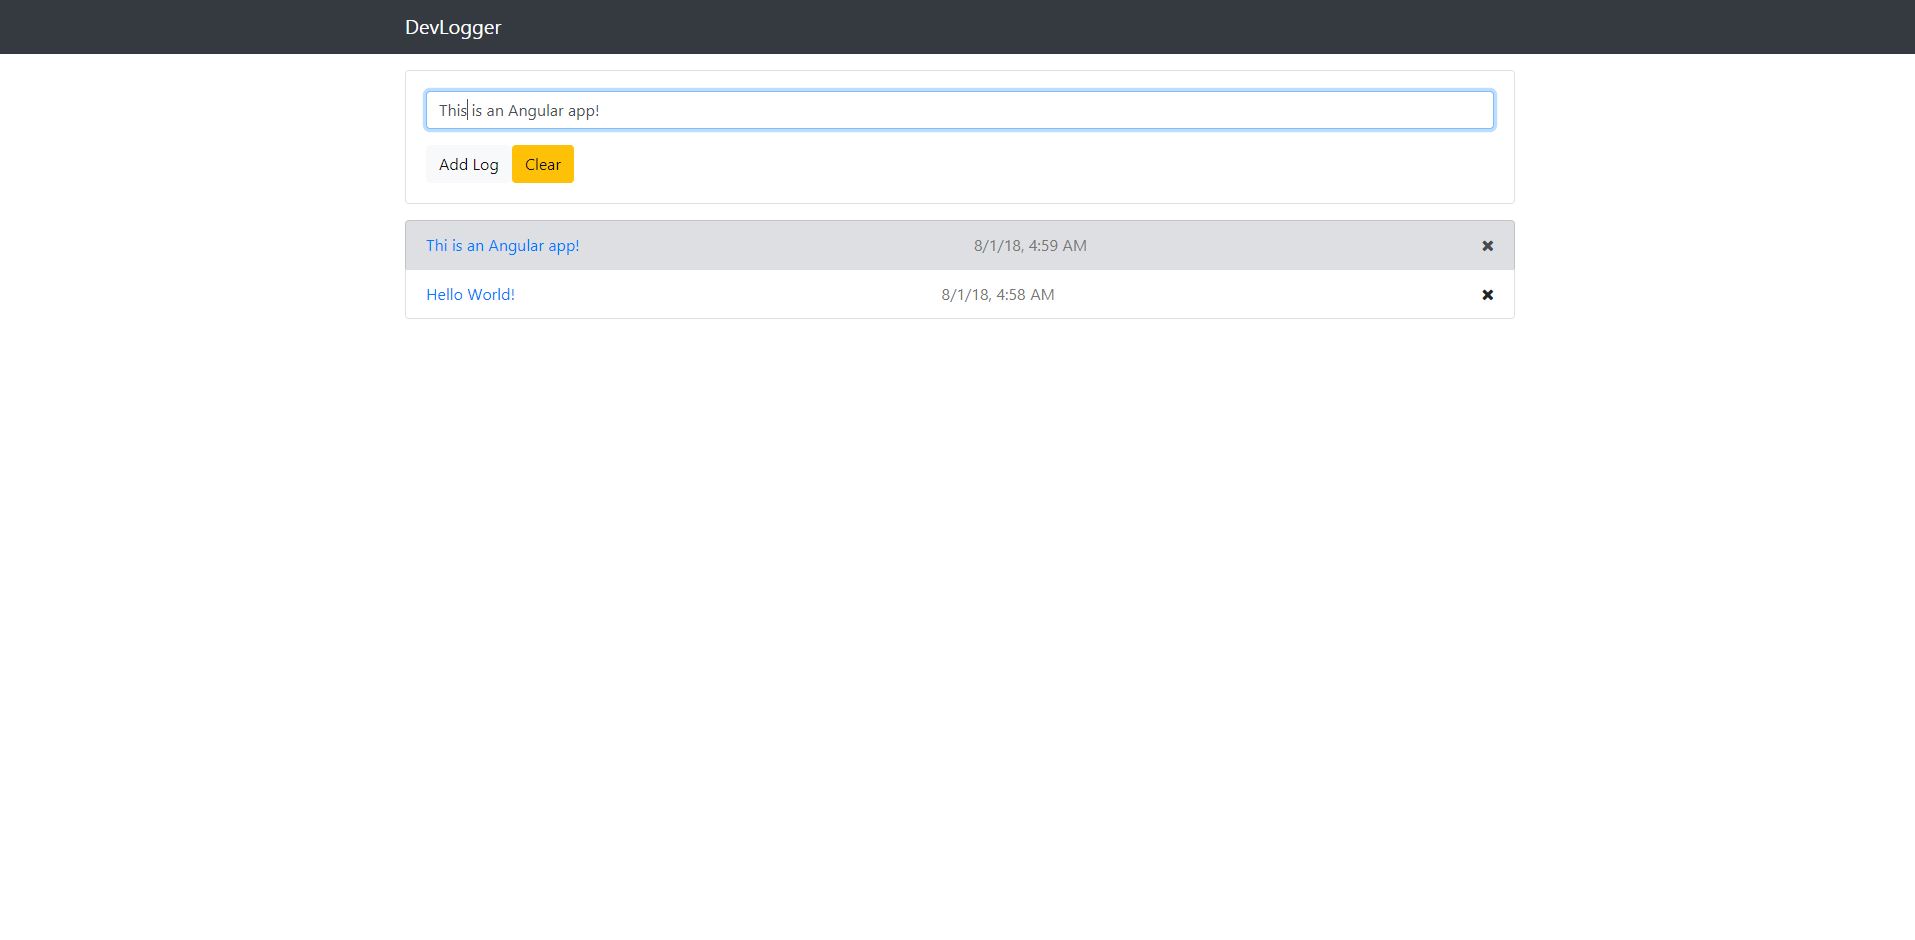 DevLogger
This is an Angular app!
Add Log Clear
Thi is an Angular app! 8/1/18, 4:59 AM ✖
Hello World! 8/1/18, 4:58 AM ✖